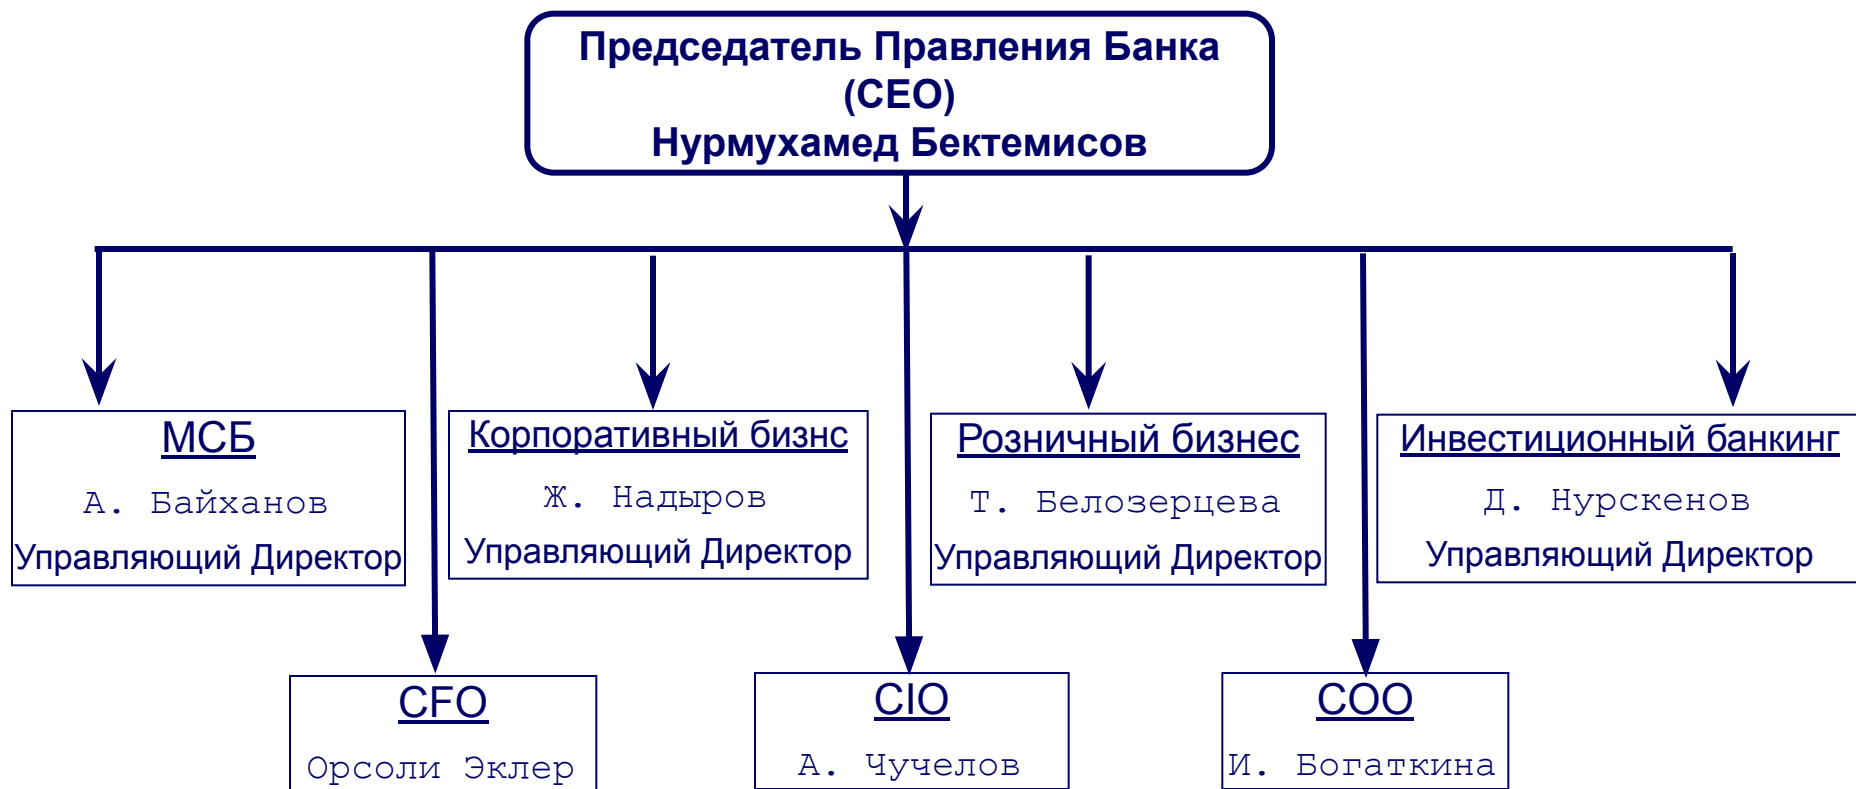 Председатель Правления Банка
(CEO)
Нурмухамед Бектемисов
МСБ
А. Байханов
Управляющий Директор
Корпоративный бизнс
Ж. Надыров
Управляющий Директор
Розничный бизнес
Т. Белозерцева
Управляющий Директор
Инвестиционный банкинг
Д. Нурскенов
Управляющий Директор
CFO
Орсоли Эклер
CIO
А. Чучелов
COO
И. Богаткина